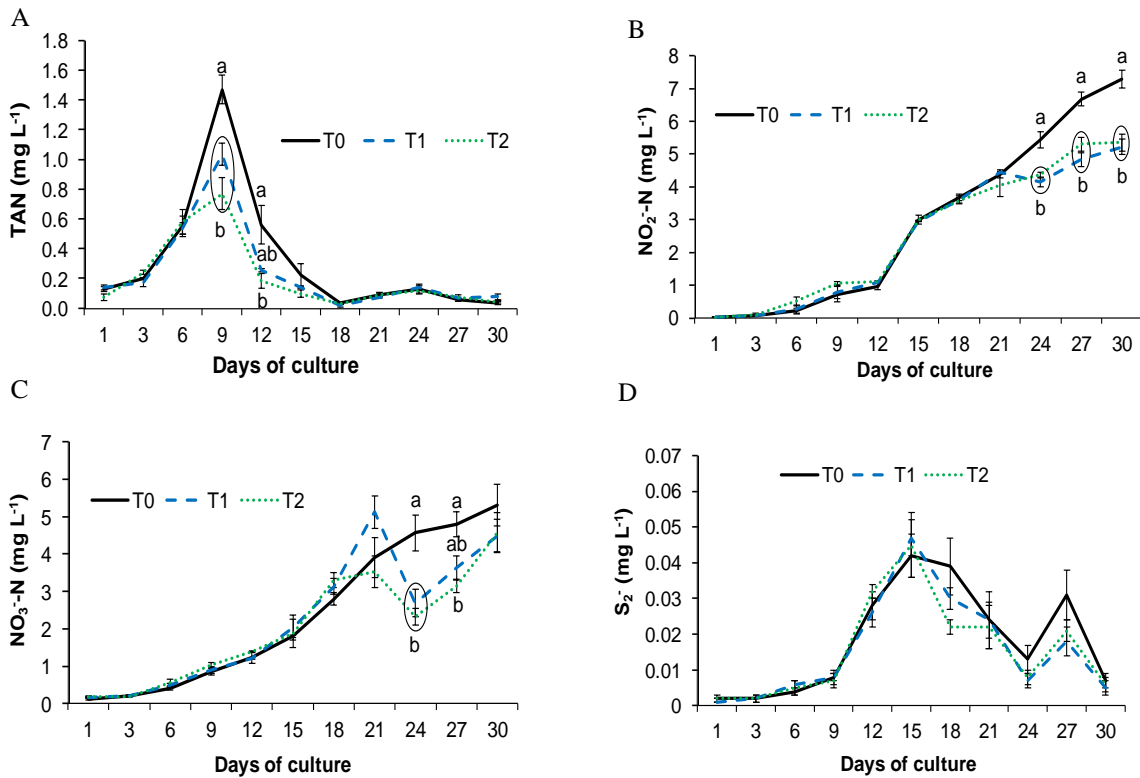 A
TAN (mg L-1)
1.8
1.6
1.4
1.2
1.0
0.8
0.6
0.4
0.2
0.0
T0 T1 T2
a
b
a
ab
b
1 3 6 9 12 15 18 21 24 27 30
Days of culture
B
NO2--N (mg L-1)
8
7
6
5
4
3
2
1
0
T0 T1 T2
a a a
b b b
1 3 6 9 12 15 18 21 24 27 30
Days of culture
C
NO3--N (mg L-1)
7
6
5
4
3
2
1
0
T0 T1 T2
a a
ab
b b
1 3 6 9 12 15 18 21 24 27 30
Days of culture
D
S2- (mg L-1)
0.07
0.06
0.05
0.04
0.03
0.02
0.01
0.00
T0 T1 T2
1 3 6 9 12 15 18 21 24 27 30
Days of culture